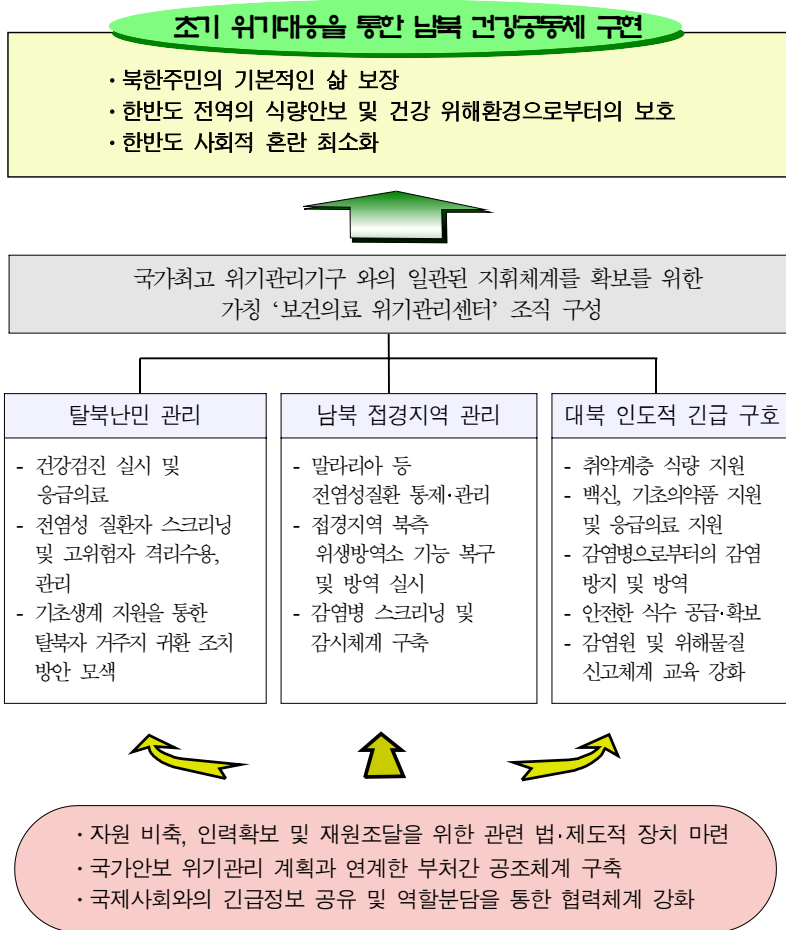 초기 위기대응을 통한 남북 건강공동체 구현
· 북한주민의 기본적인 삶 보장
· 한반도 전역의 식량안보 및 건강 위해환경으로부터의 보호
· 한반도 사회적 혼란 최소화
국가최고 위기관리기구 와의 일관된 지휘체계를 확보를 위한
가칭 ‘보건의료 위기관리센터’ 조직 구성
탈북난민 관리
- 건강검진 실시 및
응급의료
- 전염성 질환자 스크리닝
및 고위험자 격리수용,
관리
- 기초생계 지원을 통한
탈북자 거주지 귀환 조치
방안 모색
남북 접경지역 관리
- 말라리아 등
전염성질환 통제·관리
- 접경지역 북측
위생방역소 기능 복구
및 방역 실시
- 감염병 스크리닝 및
감시체계 구축
대북 인도적 긴급 구호
- 취약계층 식량 지원
- 백신, 기초의약품 지원
및 응급의료 지원
- 감염병으로부터의 감염
방지 및 방역
- 안전한 식수 공급·확보
- 감염원 및 위해물질
신고체계 교육 강화
· 자원 비축, 인력확보 및 재원조달을 위한 관련 법·제도적 장치 마련
· 국가안보 위기관리 계획과 연계한 부처간 공조체계 구축
· 국제사회와의 긴급정보 공유 및 역할분담을 통한 협력체계 강화